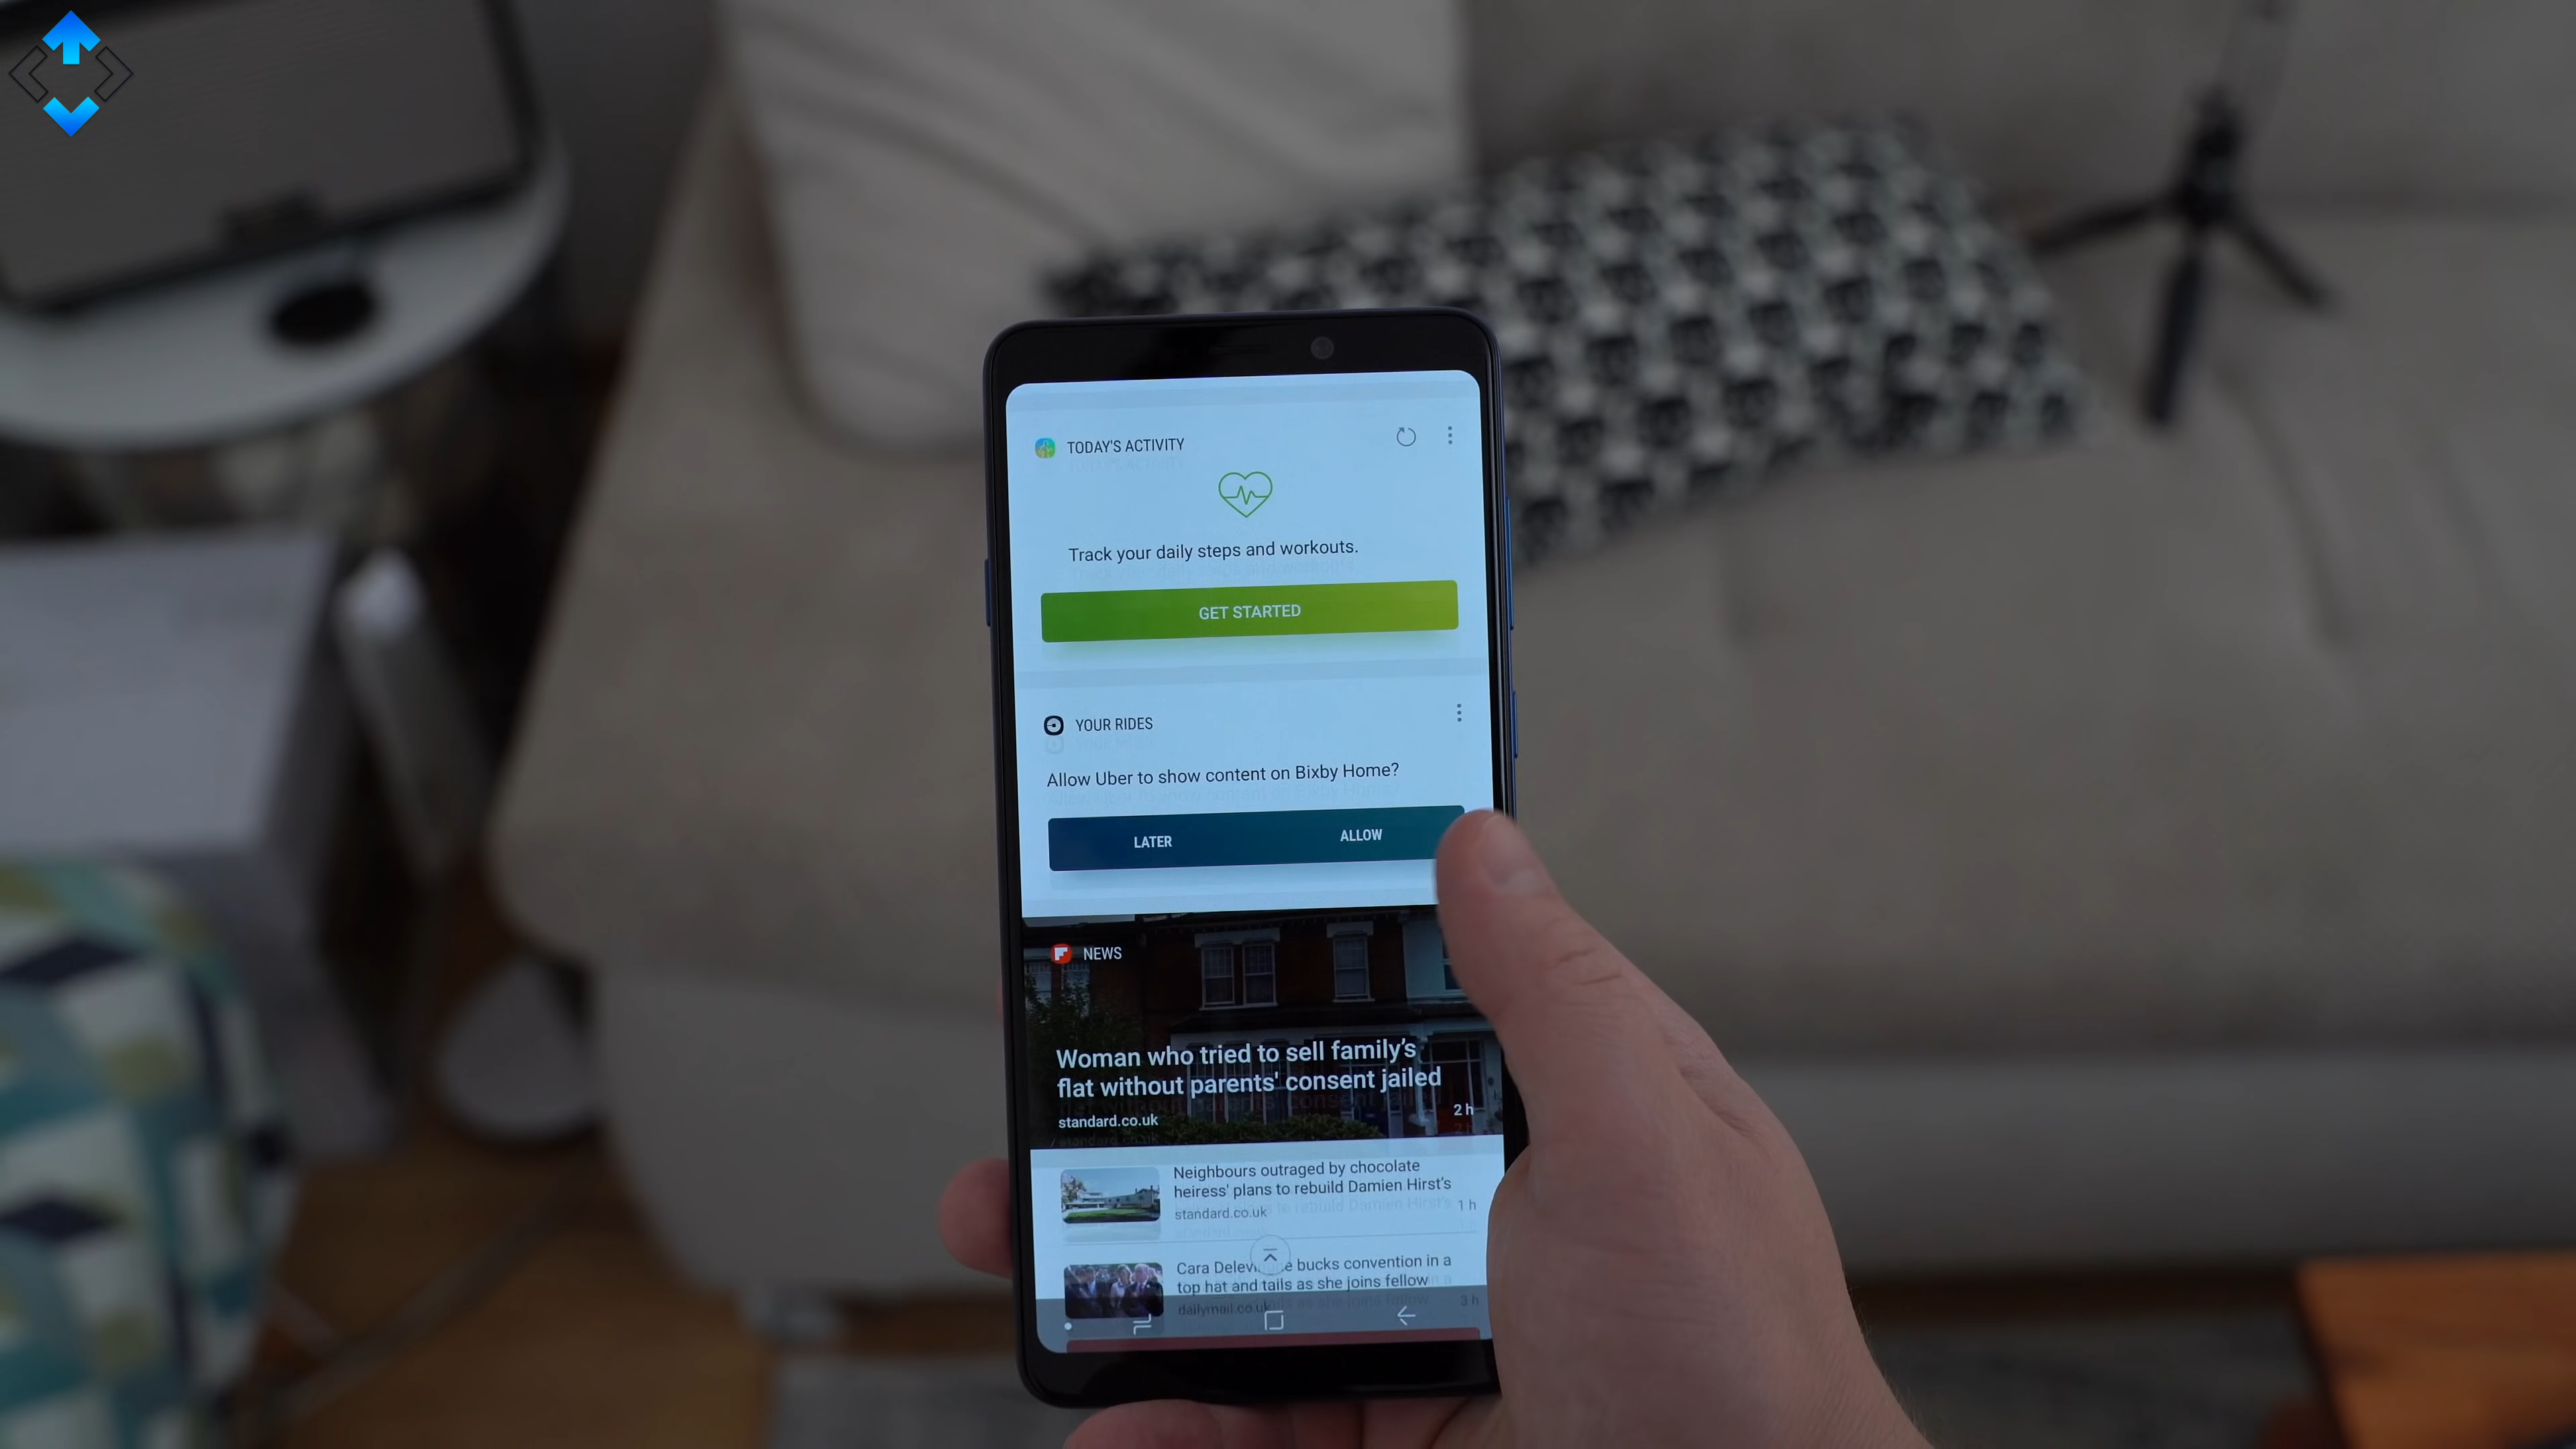 TODAY'S ACTIVITY
Track your daily steps and workouts.
GET STARTED
YOUR RIDES
Allow Uber to show content on Bixby Home?
LATER ALLOW
NEWS
Woman who tried to sell family's
flat without parents' consent jailed
standard.co.uk 2 h
Neighbours outraged by chocolate
heiress' plans to rebuild Damien Hirst's
standard.co.uk 1 h
Cara bucks convention in a
top hat and tails as she joins fellow
dailymail.co.uk 3 h